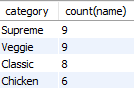 category count(name)
Supreme 9
Veggie 9
Classic 8
Chicken 6